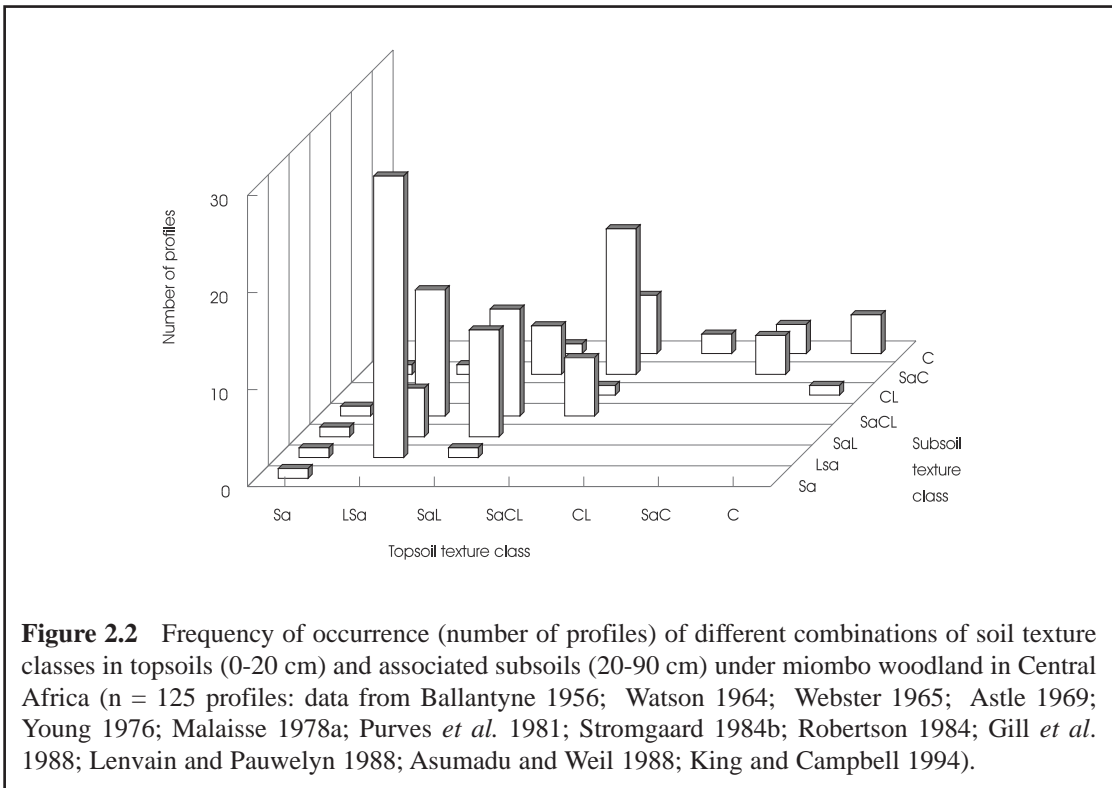 30
20
10
0
Number of profiles
Sa LSa SaL SaCL CL SaC C
Topsoil texture class
C
SaC
CL
SaCL
SaL
Lsa
Sa
Subsoil
texture
class
Figure 2.2 Frequency of occurrence (number of profiles) of different combinations of soil texture
classes in topsoils (0-20 cm) and associated subsoils (20-90 cm) under miombo woodland in Central
Africa (n = 125 profiles: data from Ballantyne 1956; Watson 1964; Webster 1965; Astle 1969;
Young 1976; Malaisse 1978a; Purves et al. 1981; Stromgaard 1984b; Robertson 1984; Gill et al.
1988; Lenvain and Pauwelyn 1988; Asumadu and Weil 1988; King and Campbell 1994).